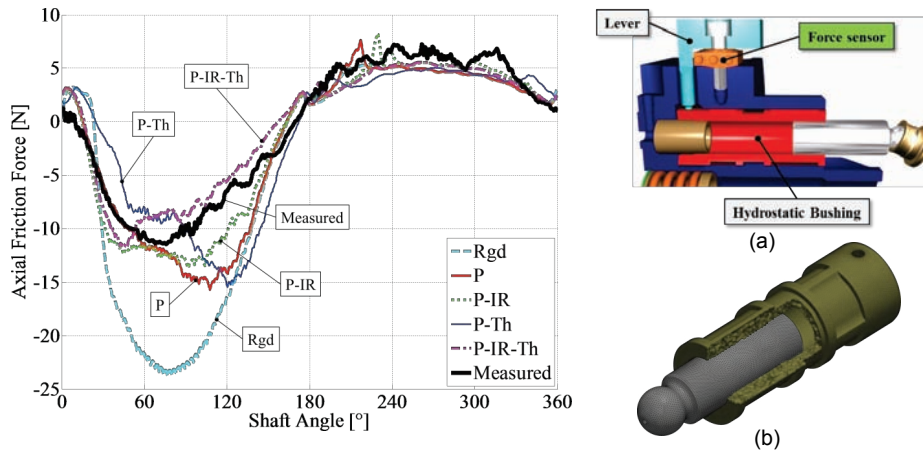 Axial Friction Force [N]
10
5
0
-5
-10
-15
-20
-25
0
60
120
180
240
300
360
Shaft Angle [°]
P-IR-Th
P-Th
Measured
P-IR
P
Rgd
Rgd
P
P-IR
P-Th
P-IR-Th
Measured
Lever
Force sensor
Hydrostatic Bushing
(a)
(b)